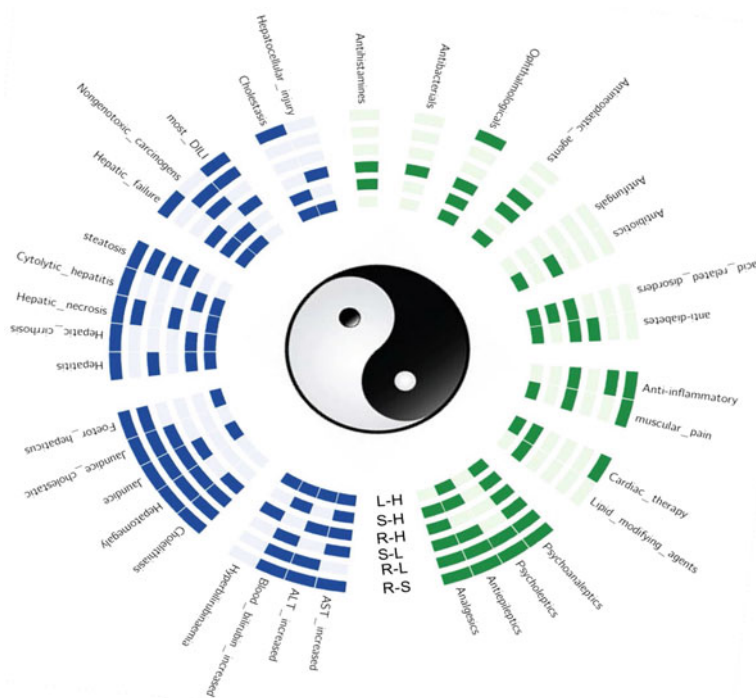 Hepatocellular_injury
Cholestasis
most_DILI
Nongenotoxic_carcinogens
Hepatic_failure
steatosis
Cytolytic_hepatitis
Hepatic_necrosis
Hepatic_cirrhosis
Hepatitis
Foetor_hepaticus
Jaundice_cholestatic
Jaundice
Hepatomegaly
Cholelithiasis
Hyperbilirubinaemia
Blood_bilirubin_increased
ALT_increased
AST_increased
L-H
S-H
R-H
S-L
R-L
R-S
Antihistamines
Antibacterials
Ophthalmologicals
Antineoplastic_agents
Antifungals
Antibiotics
acid_related_disorders
anti-diabetes
Anti-inflammatory
muscular_pain
Cardiac_therapy
Lipid_modifying_agents
Psychoanaleptics
Psycholeptics
Antiepileptics
Analgesics